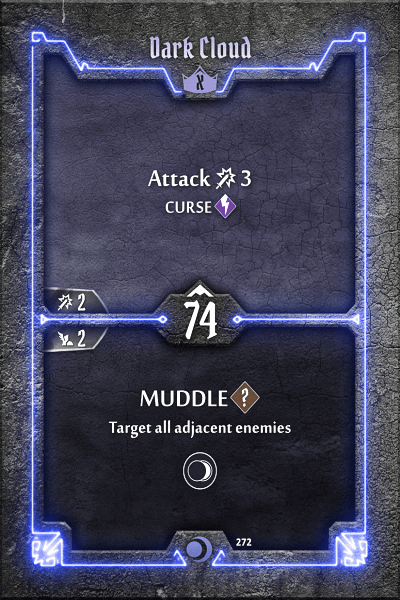 Dark Cloud
X
Attack 3
CURSE
2
74
2
MUDDLE ?
Target all adjacent enemies
272